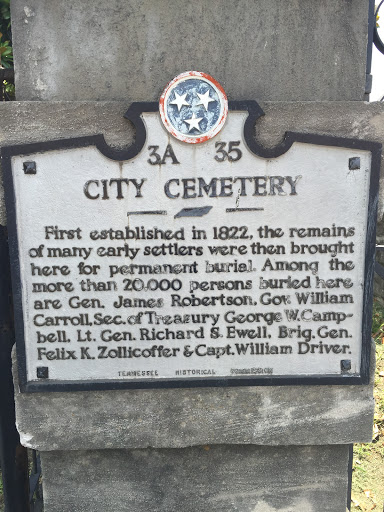 3A 35
CITY CEMETERY
First established in 1822, the remains
of many early settlers were then brought
here for permanent burial. Among the
more than 20,000 persons buried here
are Gen. James Robertson, Gov. William
Carroll, Sec. of Treasury George W. Camp-
bell, Lt. Gen. Richard S. Ewell, Brig. Gen.
Felix K. Zollicoffer & Capt. William Driver.
TENNESSEE HISTORICAL COMMISSION